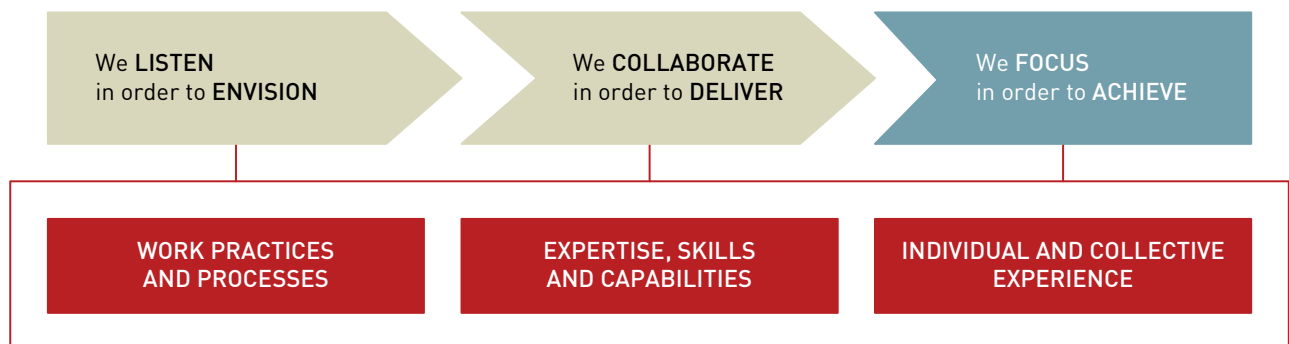 We LISTEN
in order to ENVISION
We COLLABORATE
in order to DELIVER
We FOCUS
in order to ACHIEVE
WORK PRACTICES
AND PROCESSES
EXPERTISE, SKILLS
AND CAPABILITIES
INDIVIDUAL AND COLLECTIVE
EXPERIENCE